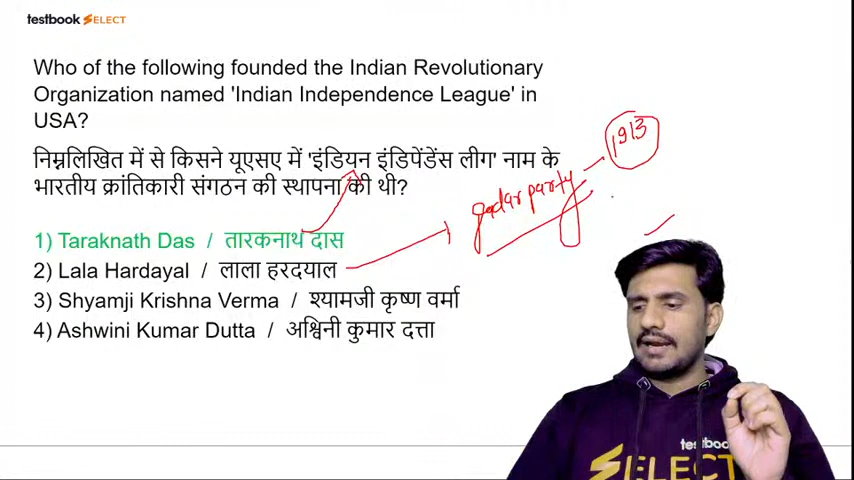 testbook SELECT
Who of the following founded the Indian Revolutionary
Organization named 'Indian Independence League' in
USA?
निम्नलिखित में से किसने यूएसए में 'इंडियन इंडिपेंडेंस लीग' नाम के
भारतीय क्रांतिकारी संगठन की स्थापना की थी?
1913
gadar party
1) Taraknath Das / तारकनाथ दास
2) Lala Hardayal / लाला हरदयाल
3) Shyamji Krishna Verma / श्यामजी कृष्ण वर्मा
4) Ashwini Kumar Dutta / अश्विनी कुमार दत्ता
testboo
SELECT